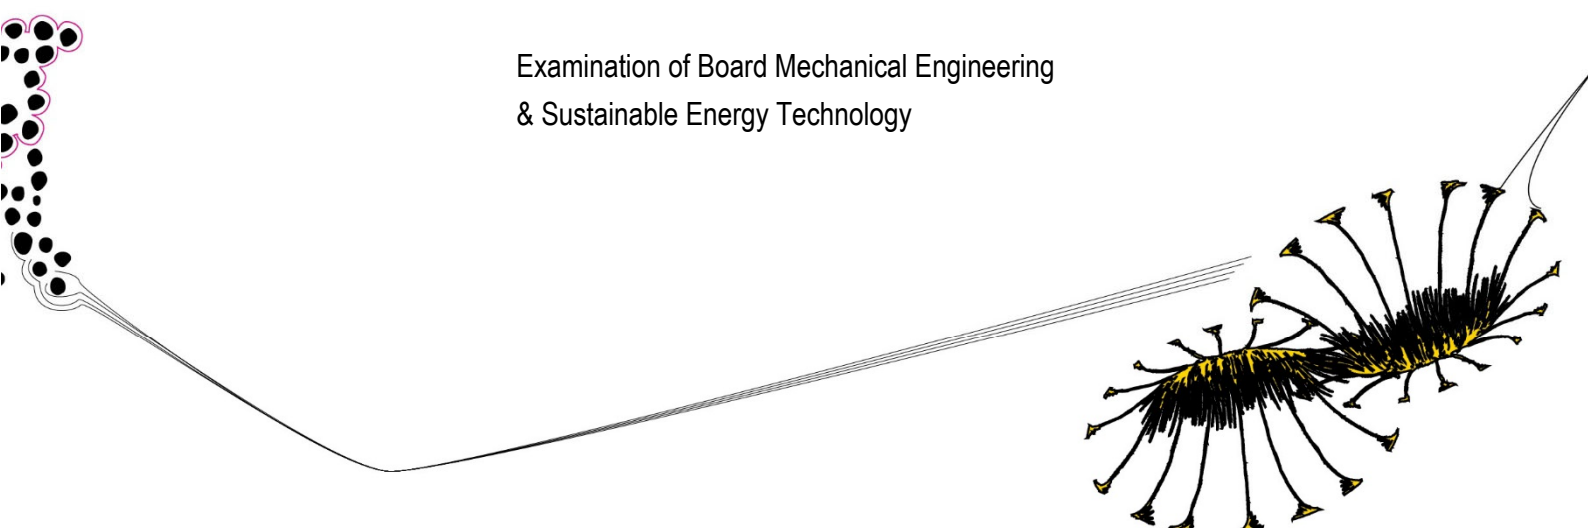 Examination of Board Mechanical Engineering
& Sustainable Energy Technology